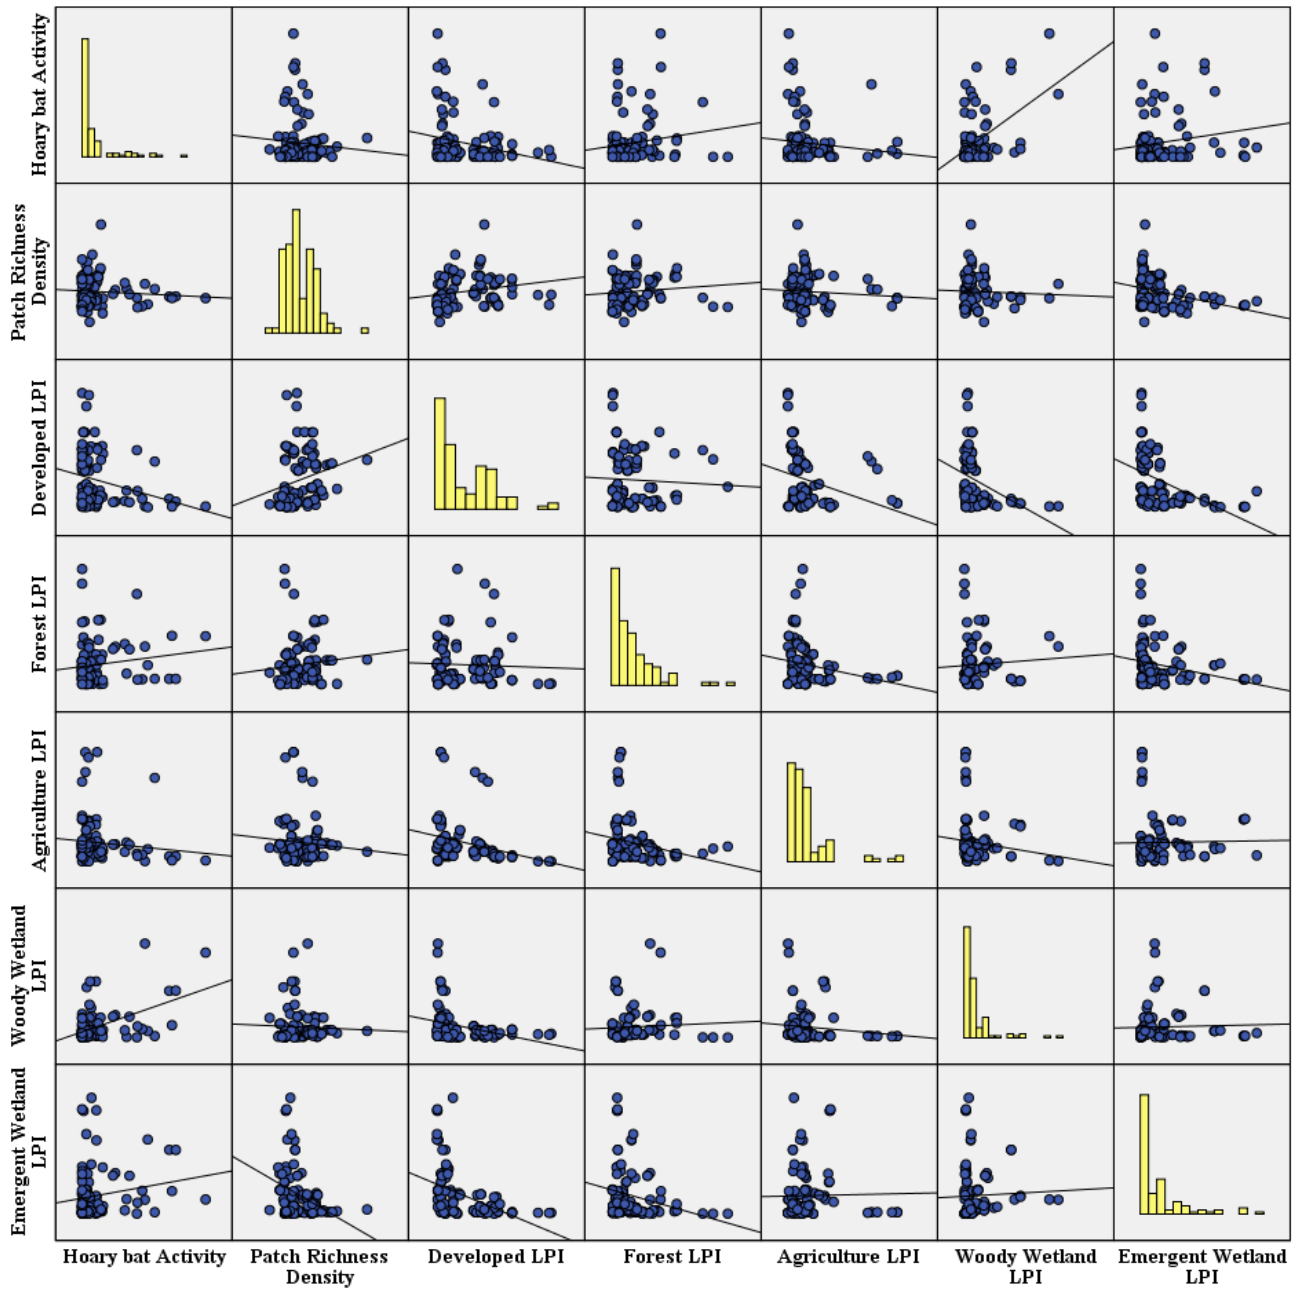 Hoary bat Activity
Patch Richness
Density
Developed LPI
Forest LPI
Agriculture LPI
Woody Wetland
LPI
Emergent Wetland
LPI
Hoary bat Activity
Patch Richness
Density
Developed LPI
Forest LPI
Agriculture LPI
Woody Wetland
LPI
Emergent Wetland
LPI